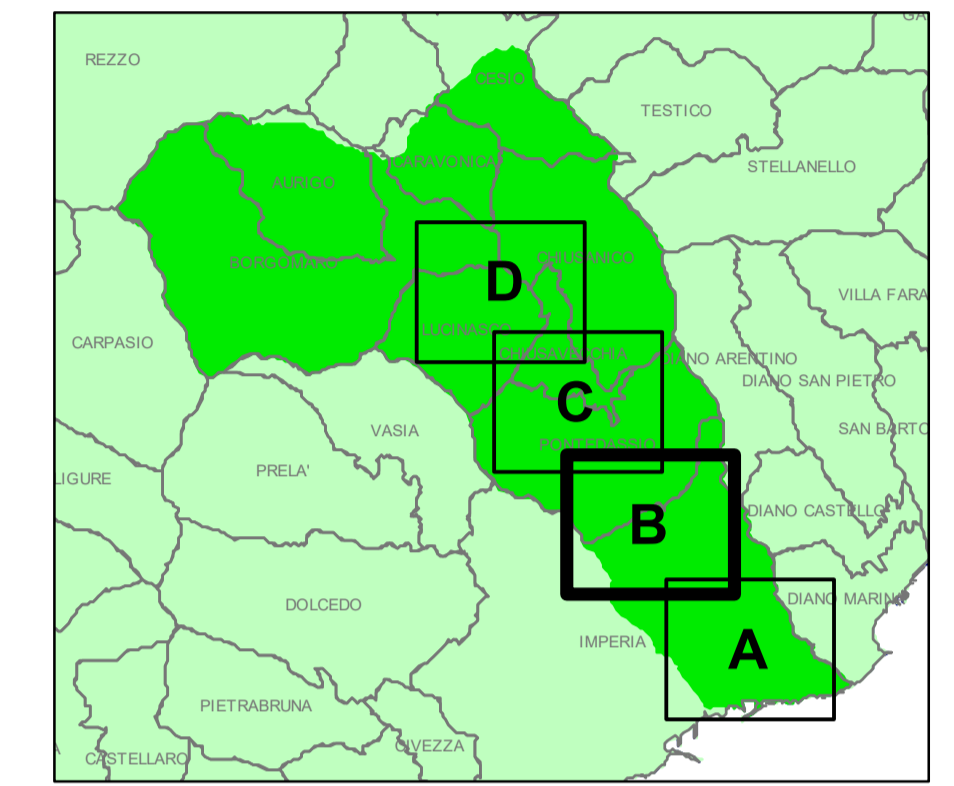 GA
REZZO
CESIO
TESTICO
CARAVONICA
STELLANELLO
AURIGO
CHIUSANICO
BORGOMARO
D
VILLA FARA
LUCINASCO
CARPASIO
CHIUSAVECCHIA
DIANO ARENTINO
DIANO SAN PIETRO
C
VASIA
SAN BARTO
PONTEDASSIO
PRELA'
LIGURE
DIANO CASTELLO
B
DIANO MARINA
DOLCEDO
IMPERIA
A
PIETRABRUNA
CIVEZZA
A
CASTELLARO